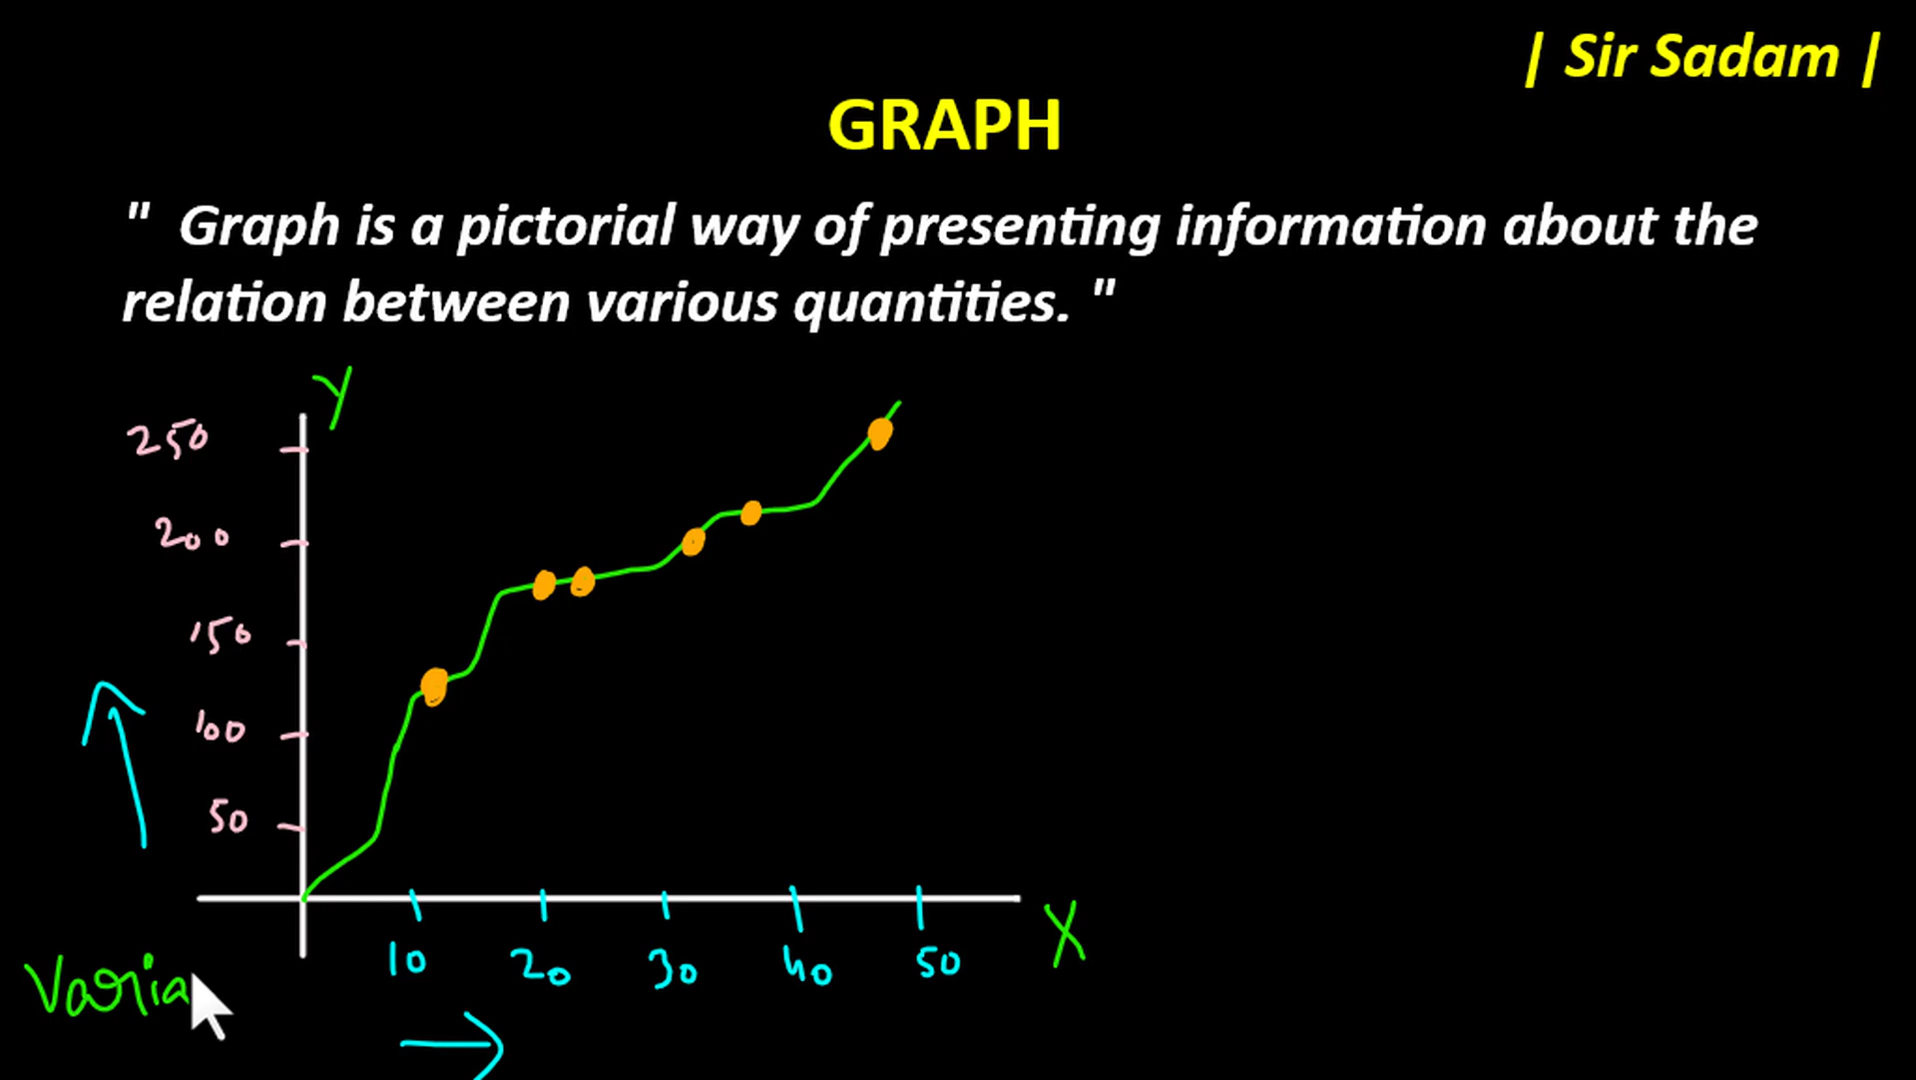 | Sir Sadam |
GRAPH
" Graph is a pictorial way of presenting information about the
relation between various quantities. "
Y
250
200
150
100
50
10 20 30 40 50
X
Varia